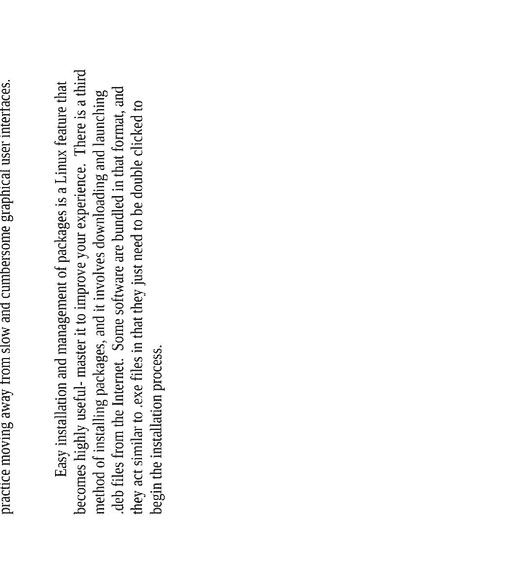 practice moving away from slow and cumbersome graphical user interfaces.
Easy installation and management of packages is a Linux feature that
becomes highly useful- master it to improve your experience.  There is a third
method of installing packages, and it involves downloading and launching
.deb files from the Internet.  Some software are bundled in that format, and
they act similar to .exe files in that they just need to be double clicked to
begin the installation process.